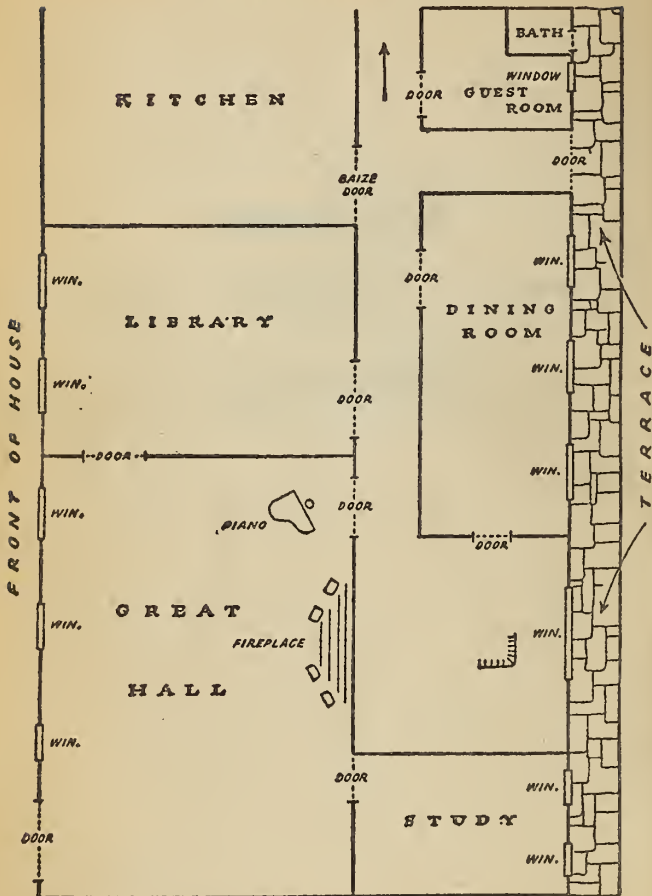 BATH
WINDOW
KITCHEN
DOOR
GUEST
ROOM
DOOR
BAIZE
DOOR
WIN.
DOOR
WIN.
LIBRARY
DINING
ROOM
FRONT OF HOUSE
TERRACE
WIN.
WIN.
DOOR
DOOR
WIN.
WIN.
PIANO
DOOR
DOOR
GREAT
WIN.
FIREPLACE
WIN.
HALL
WIN.
DOOR
WIN.
STUDY
DOOR
WIN.